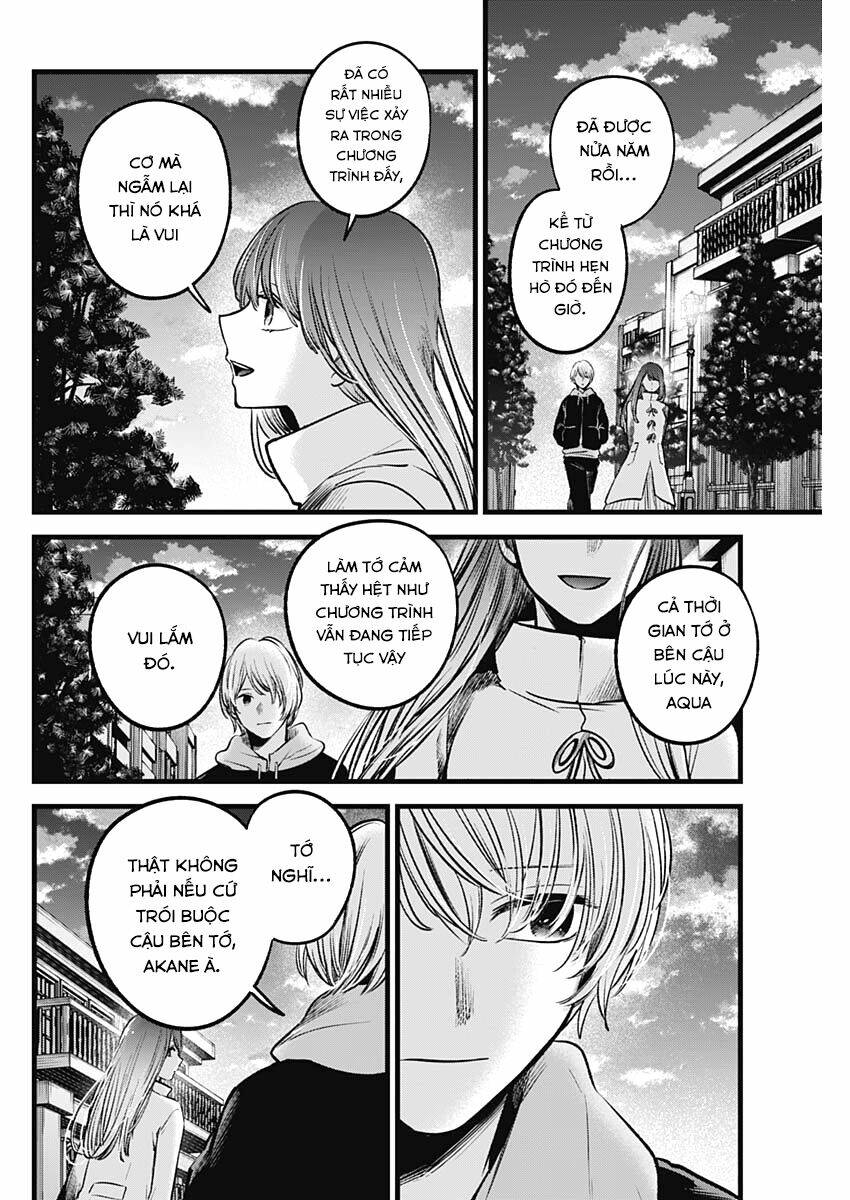 ĐÃ ĐƯỢC
NỬA NĂM
RỒI...
KỂ TỪ
CHƯƠNG
TRÌNH HẸN
HÒ ĐÓ ĐẾN
GIỜ.
ĐÃ CÓ
RẤT NHIỀU
SỰ VIỆC XẢY
RA TRONG
CHƯƠNG
TRÌNH ĐẤY,
CƠ MÀ
NGẪM LẠI
THÌ NÓ KHÁ
LÀ VUI
CẢ THỜI
GIAN TỚ Ở
BÊN CẬU
LÚC NÀY,
AQUA
LÀM TỚ CẢM
THẤY HỆT NHƯ
CHƯƠNG TRÌNH
VẪN ĐANG TIẾP
TỤC VẬY
VUI LẮM
ĐÓ.
TỚ
NGHĨ...
THẬT KHÔNG
PHẢI NẾU CỨ
TRÓI BUỘC
CẬU BÊN TỚ,
AKANE À.